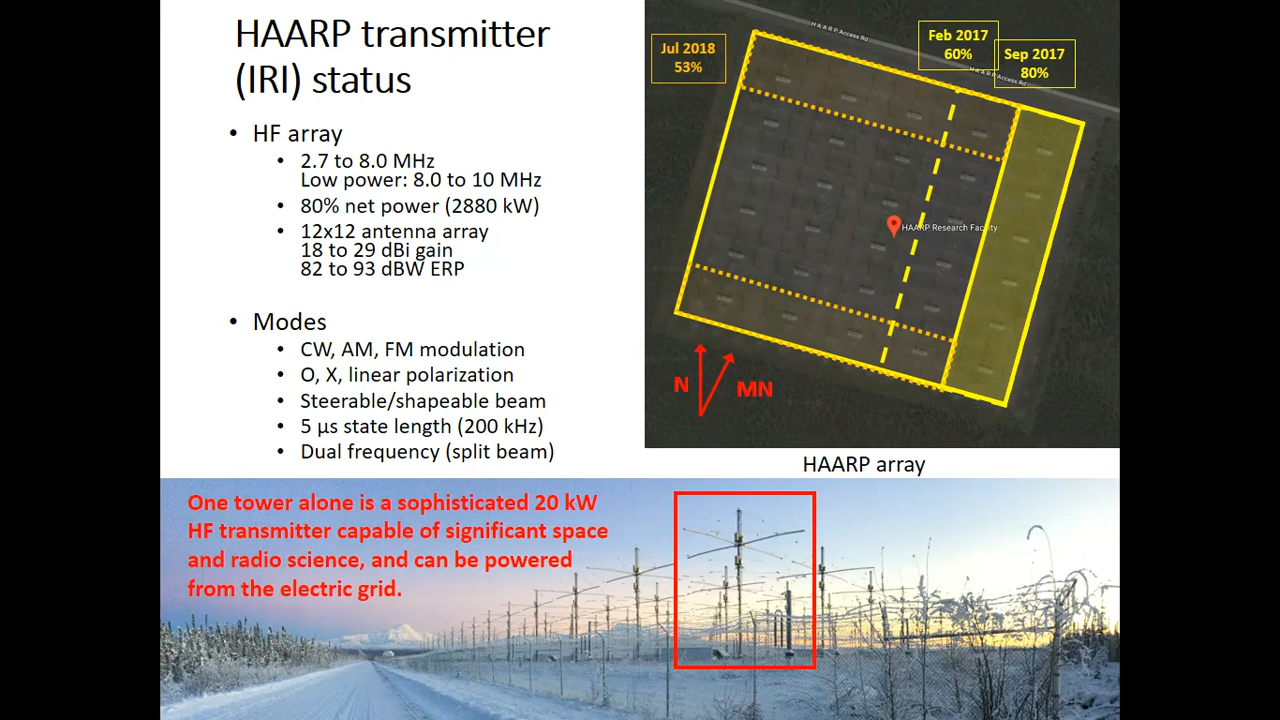 HAARP transmitter
(IRI) status
• HF array
• 2.7 to 8.0 MHz
Low power: 8.0 to 10 MHz
• 80% net power (2880 kW)
• 12x12 antenna array
18 to 29 dBi gain
82 to 93 dBW ERP
• Modes
• CW, AM, FM modulation
• O, X, linear polarization
• Steerable/shapeable beam
• 5 μs state length (200 kHz)
• Dual frequency (split beam)
Jul 2018
53%
H A A R P Access Rd
Feb 2017
60%
Sep 2017
80%
H A A R P Access Rd
HAARP Research Facility
N
MN
HAARP array
One tower alone is a sophisticated 20 kW
HF transmitter capable of significant space
and radio science, and can be powered
from the electric grid.